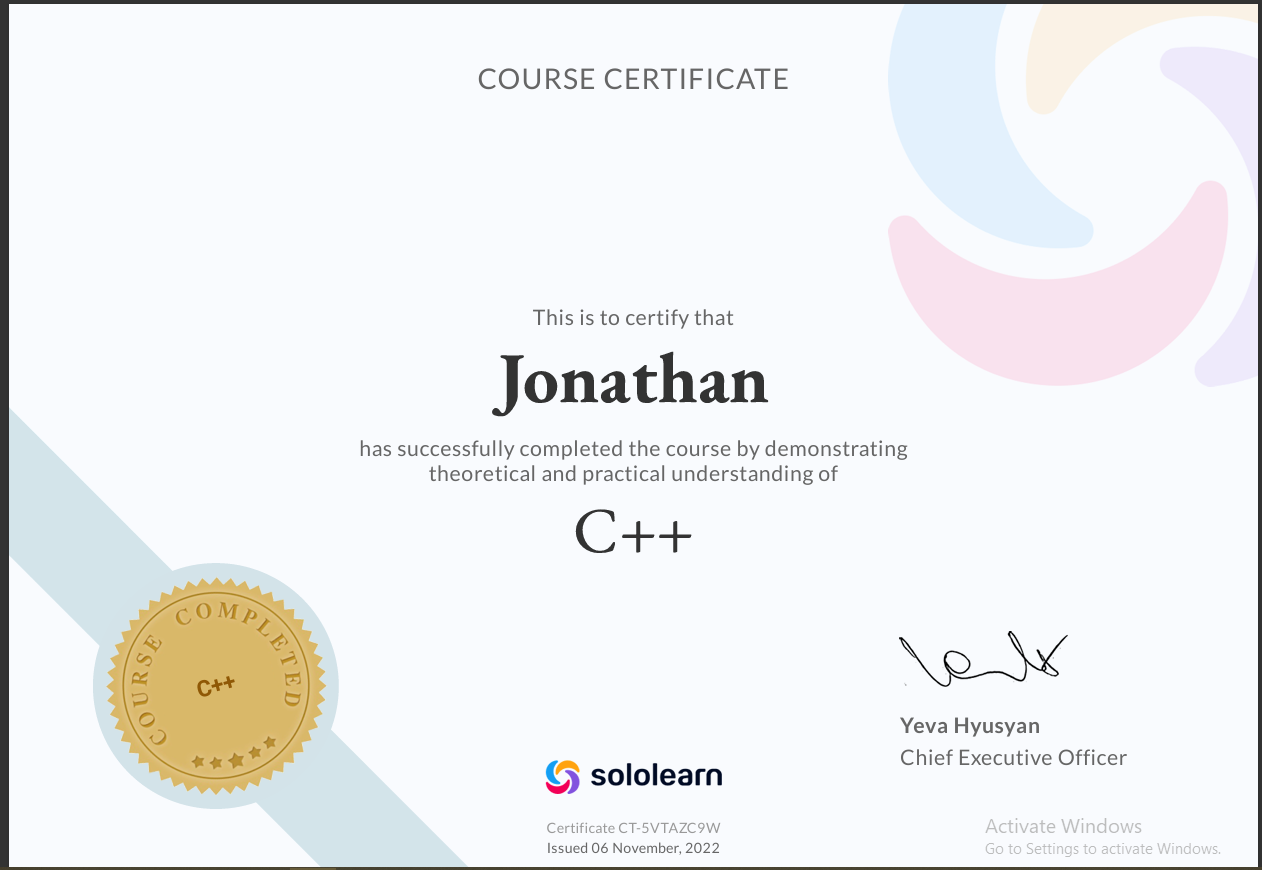 COURSE CERTIFICATE
This is to certify that
Jonathan
has successfully completed the course by demonstrating
theoretical and practical understanding of
C++
COURSE COMPLETED
C++
Yeva Hyusyan
Chief Executive Officer
sololearn
Certificate CT-5VTAZC9W
Issued 06 November, 2022
Activate Windows
Go to Settings to activate Windows.